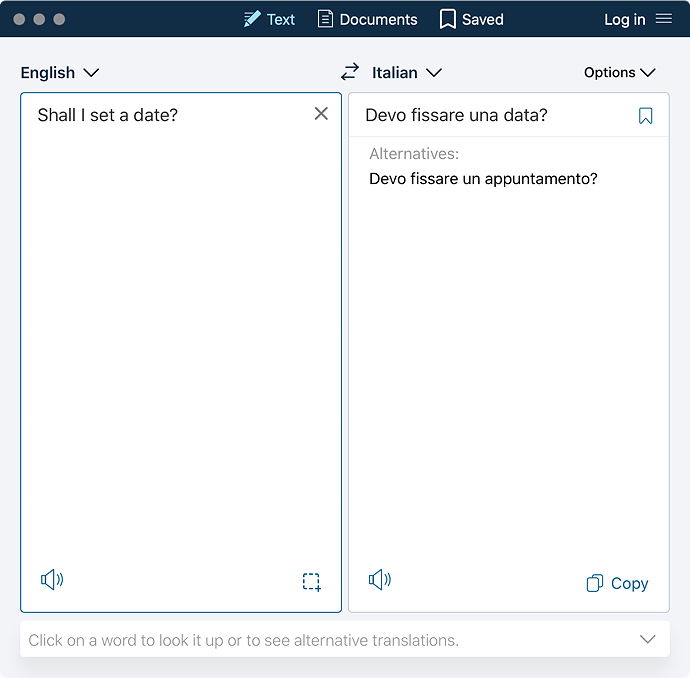 Text Documents Saved Log in
English Italian Options
Shall I set a date?
Devo fissare una data?
Alternatives:
Devo fissare un appuntamento?
Copy
Click on a word to look it up or to see alternative translations.